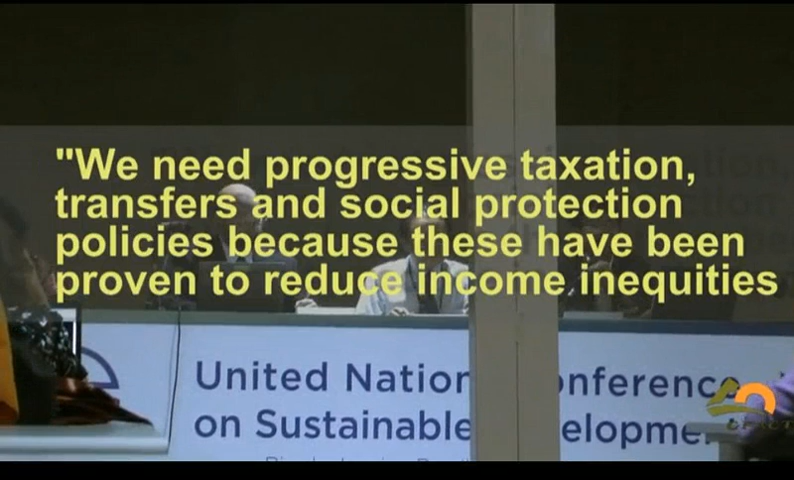 "We need progressive taxation,
transfers and social protection
policies because these have been
proven to reduce income inequities
United Nation onference
on Sustainable elopme